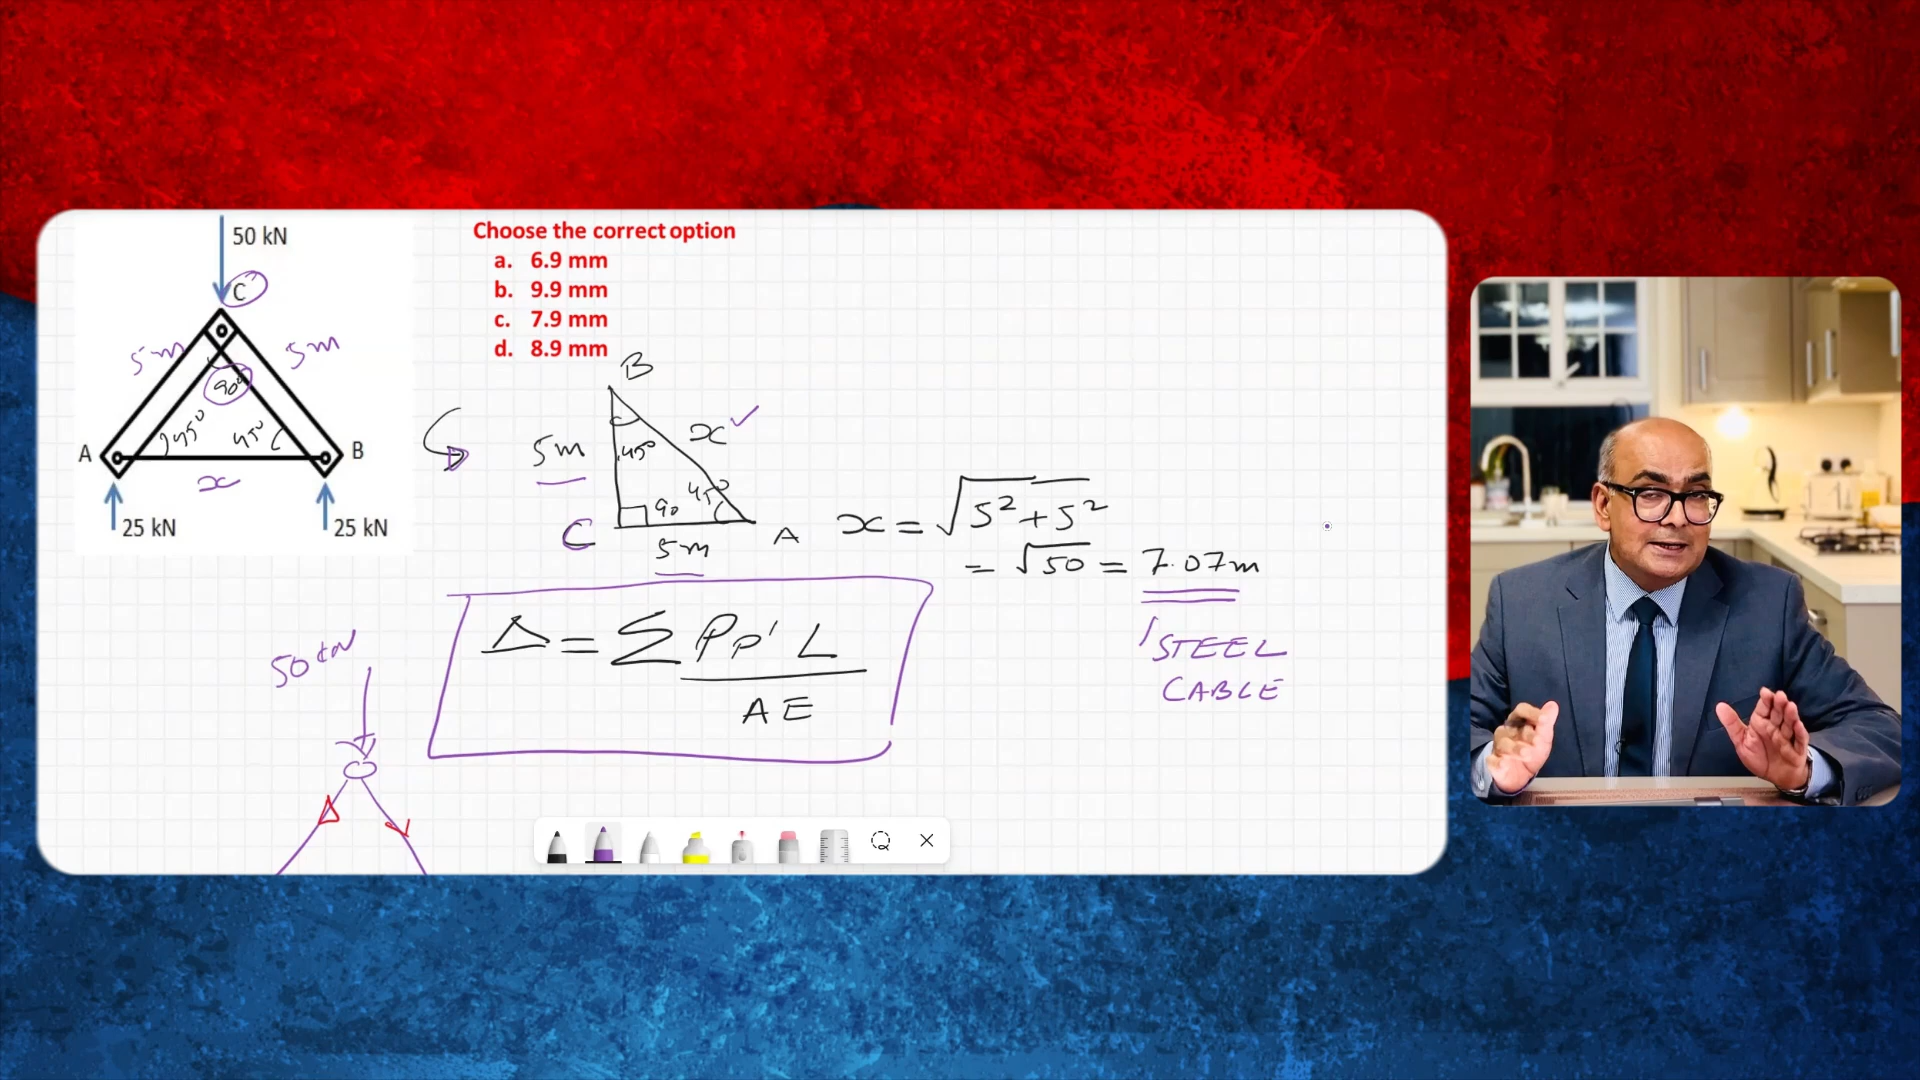 50 kN
C
5m
5m
90°
45°
45°
A
B
x
25 kN
25 kN
Choose the correct option
a. 6.9 mm
b. 9.9 mm
c. 7.9 mm
d. 8.9 mm
B
5m
45°
x ✓
90
45°
C
5m
A
x = √5²+5²
= √50 = 7.07m
STEEL
CABLE
Δ = Σ Pp' L
AE
50 kN